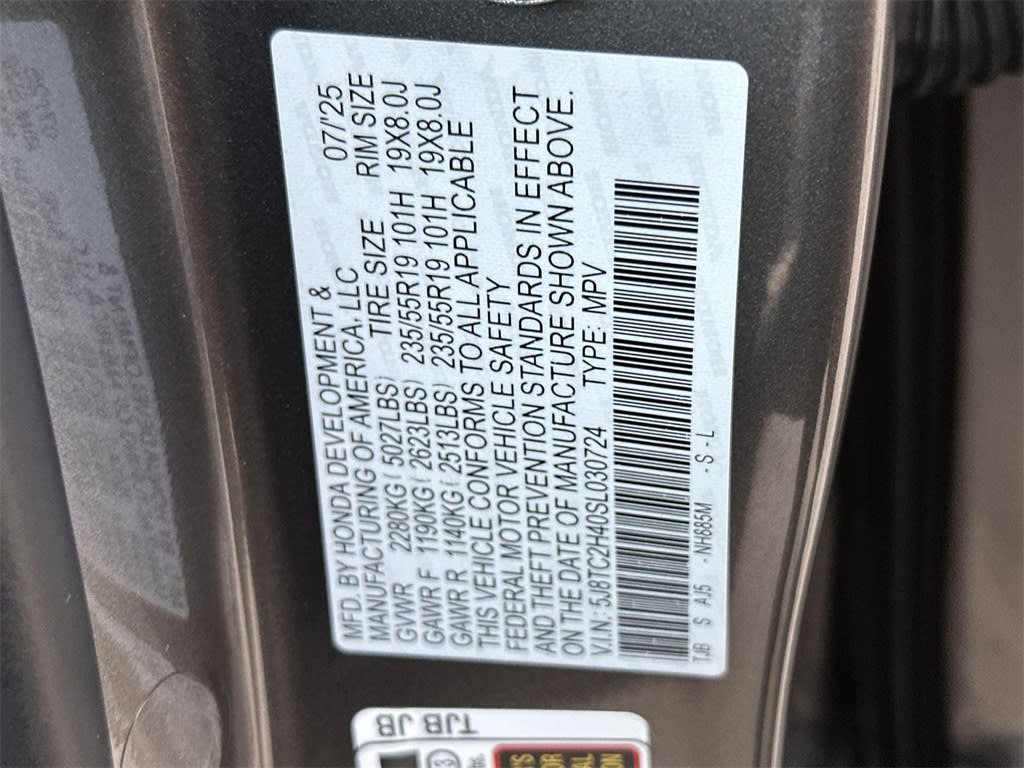 MFD. BY HONDA DEVELOPMENT &
MANUFACTURING OF AMERICA, LLC 07/'25
GVWR 2280KG ( 5027LBS) TIRE SIZE RIM SIZE
GAWR F 1190KG ( 2623LBS) 235/55R19 101H 19X8.0J
GAWR R 1140KG ( 2513LBS) 235/55R19 101H 19X8.0J
THIS VEHICLE CONFORMS TO ALL APPLICABLE
FEDERAL MOTOR VEHICLE SAFETY
AND THEFT PREVENTION STANDARDS IN EFFECT
ON THE DATE OF MANUFACTURE SHOWN ABOVE.
V.I.N: 5J8TC2H40SL030724 TYPE: MPV
TJB S AJ5 -NH885M -S-L
TJB JB